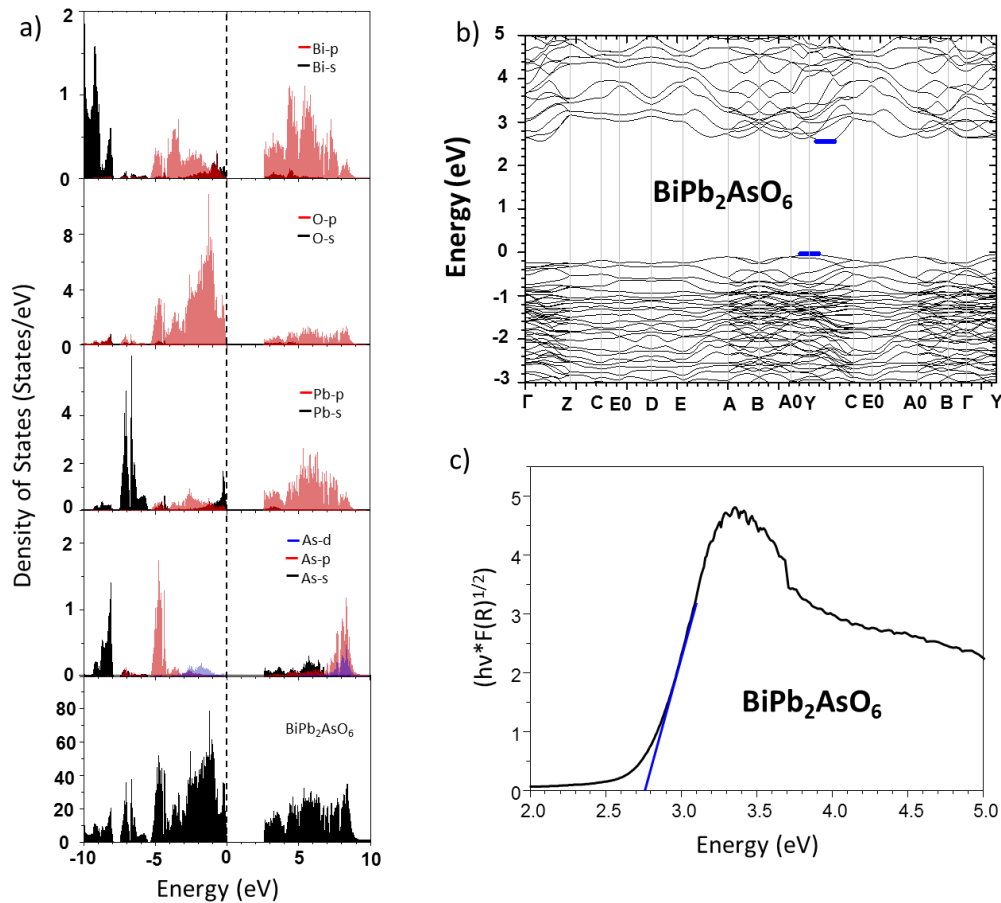 a)
Density of States (States/eV)
2
1
0
Bi-p
Bi-s
8
4
0
O-p
O-s
4
2
0
Pb-p
Pb-s
2
1
0
As-d
As-p
As-s
80
60
40
20
0
BiPb2AsO6
-10 -5 0 5 10
Energy (eV)
b)
Energy (eV)
5
4
3
2
1
0
-1
-2
-3
BiPb2AsO6
Γ Z C E0 D E A B A0 Y C E0 A0 B Γ Y
c)
(hν*F(R)^1/2)
5
4
3
2
1
0
BiPb2AsO6
2.0 2.5 3.0 3.5 4.0 4.5 5.0
Energy (eV)